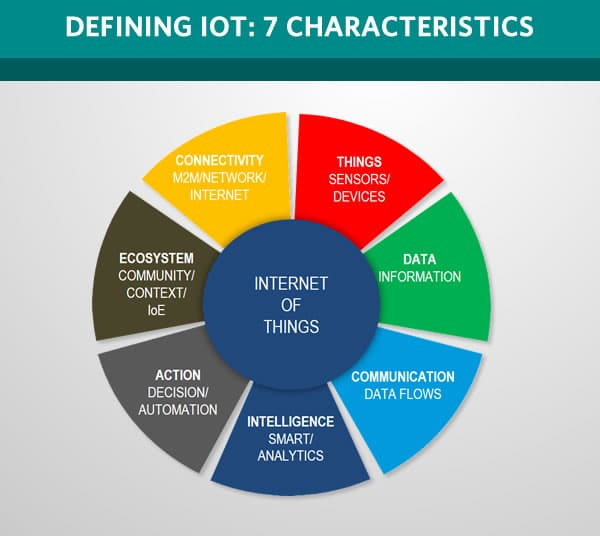 DEFINING IOT: 7 CHARACTERISTICS
CONNECTIVITY
M2M/NETWORK/
INTERNET
THINGS
SENSORS/
DEVICES
DATA
INFORMATION
COMMUNICATION
DATA FLOWS
INTELLIGENCE
SMART/
ANALYTICS
ACTION
DECISION/
AUTOMATION
ECOSYSTEM
COMMUNITY/
CONTEXT/
IoE
INTERNET
OF
THINGS